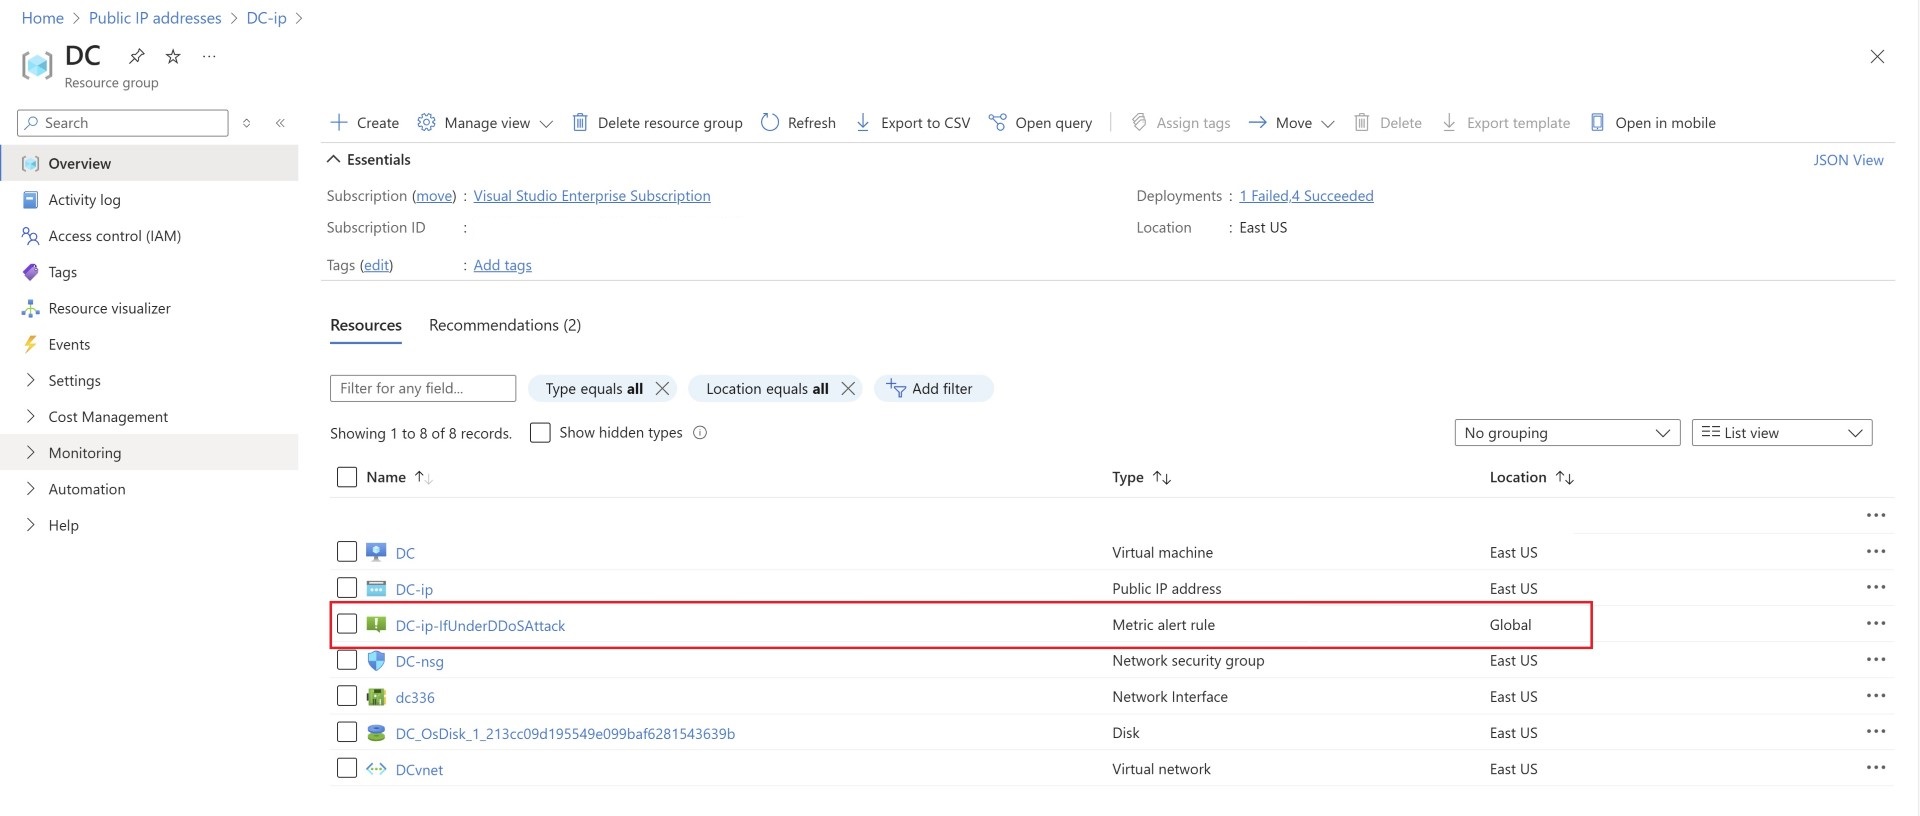 Home > Public IP addresses > DC-ip >
DC
Resource group
Search
Overview
Activity log
Access control (IAM)
Tags
Resource visualizer
Events
Settings
Cost Management
Monitoring
Automation
Help
Create Manage view Delete resource group Refresh Export to CSV Open query Assign tags Move Delete Export template Open in mobile
Essentials JSON View
Subscription (move) : Visual Studio Enterprise Subscription Deployments : 1 Failed,4 Succeeded
Subscription ID : Location : East US
Tags (edit) : Add tags
Resources Recommendations (2)
Filter for any field... Type equals all Location equals all Add filter
Showing 1 to 8 of 8 records. Show hidden types No grouping List view
Name Type Location
DC Virtual machine East US
DC-ip Public IP address East US
DC-ip-IfUnderDDoSAttack Metric alert rule Global
DC-nsg Network security group East US
dc336 Network Interface East US
DC_OsDisk_1_213cc09d195549e099baf6281543639b Disk East US
DCvnet Virtual network East US